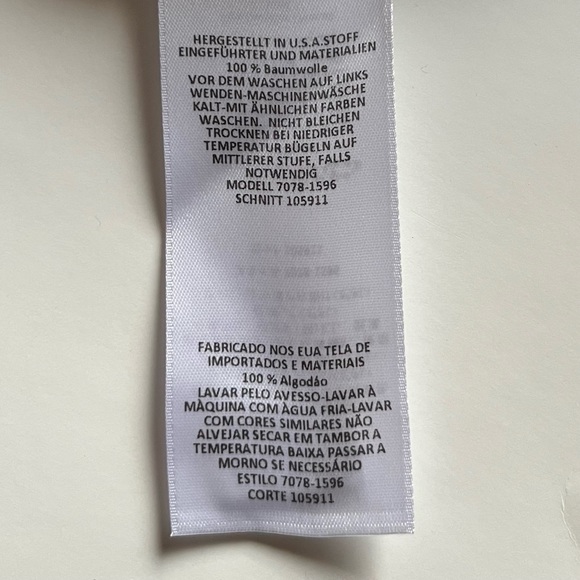 HERGESTELLT IN U.S.A.STOFF
EINGEFÜHRTER UND MATERIALIEN
100 % Baumwolle
VOR DEM WASCHEN AUF LINKS
WENDEN-MASCHINENWÄSCHE
KALT-MIT ÄHNLICHEN FARBEN
WASCHEN. NICHT BLEICHEN
TROCKNEN BEI NIEDRIGER
TEMPERATUR BÜGELN AUF
MITTLERER STUFE, FALLS
NOTWENDIG
MODELL 7078-1596
SCHNITT 105911
FABRICADO NOS EUA TELA DE
IMPORTADOS E MATERIAIS
100 % Algodáo
LAVAR PELO AVESSO-LAVAR À
MÀQUINA COM ÀGUA FRIA-LAVAR
COM CORES SIMILARES NÃO
ALVEJAR SECAR EM TAMBOR A
TEMPERATURA BAIXA PASSAR A
MORNO SE NECESSÁRIO
ESTILO 7078-1596
CORTE 105911